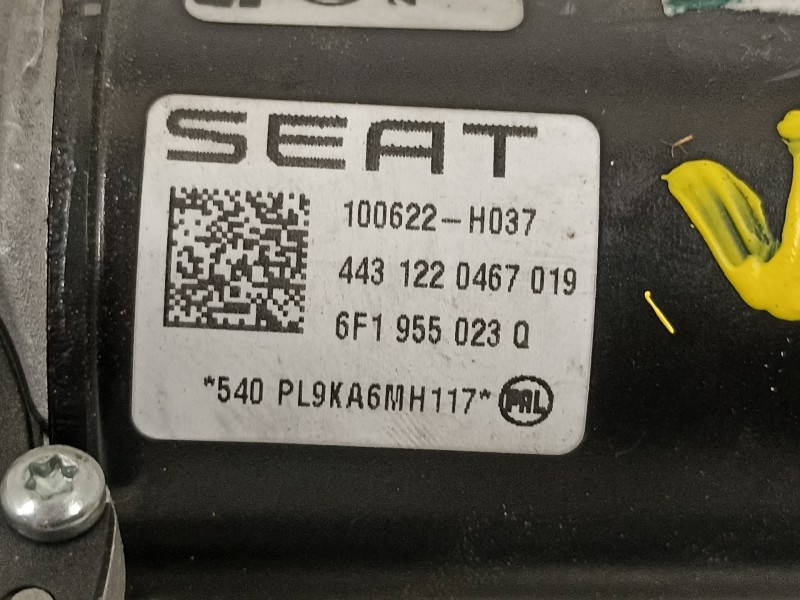 SEAT
100622-H037
443 122 0467 019
6F1 955 023 Q
*540 PL9KA6MH117* PAL